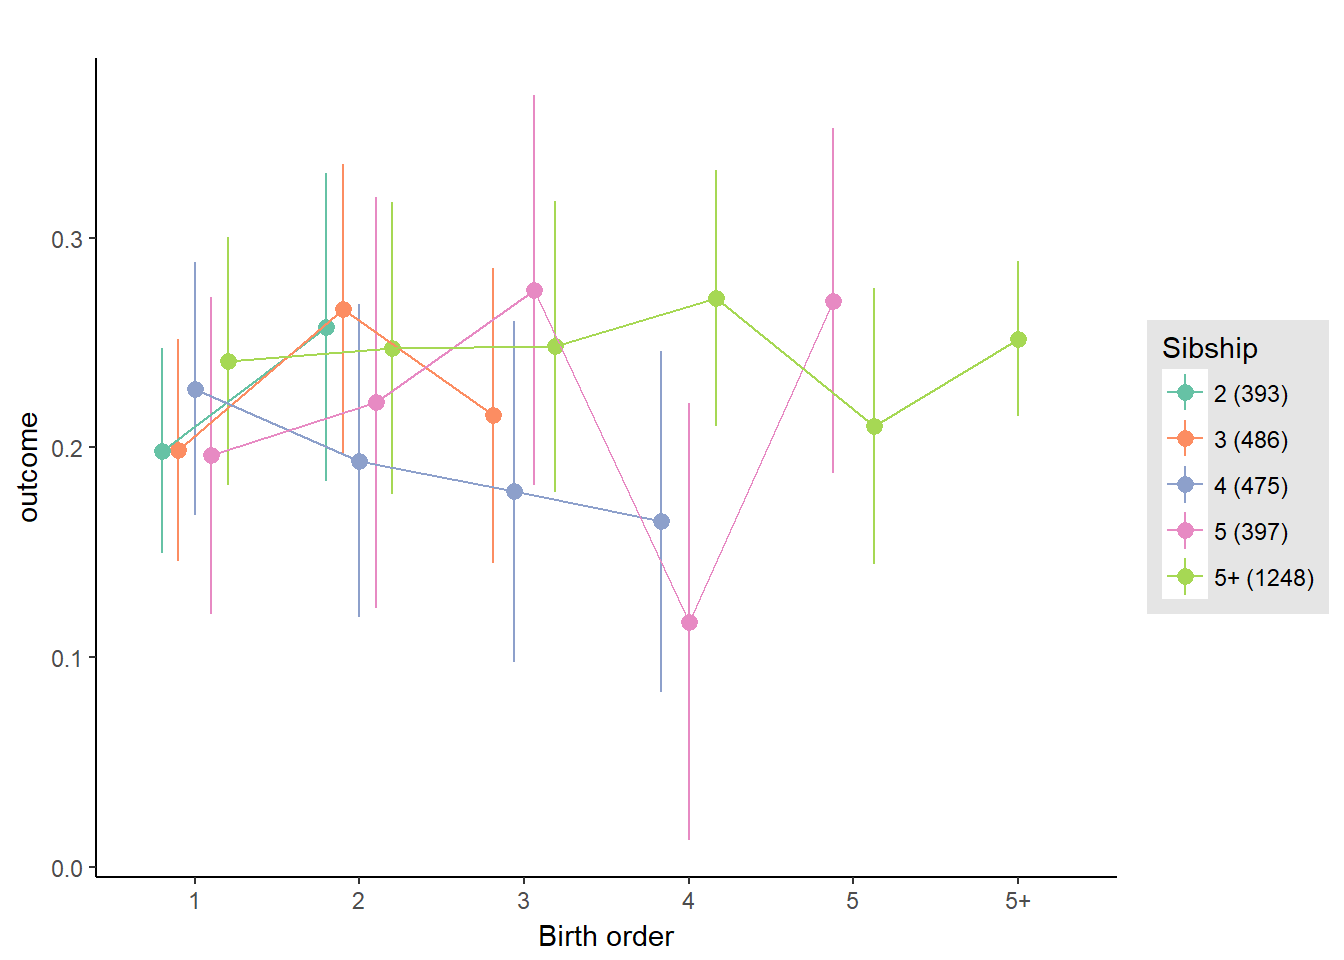 outcome
0.3
0.2
0.1
0.0
1 2 3 4 5 5+
Birth order
Sibship
2 (393)
3 (486)
4 (475)
5 (397)
5+ (1248)